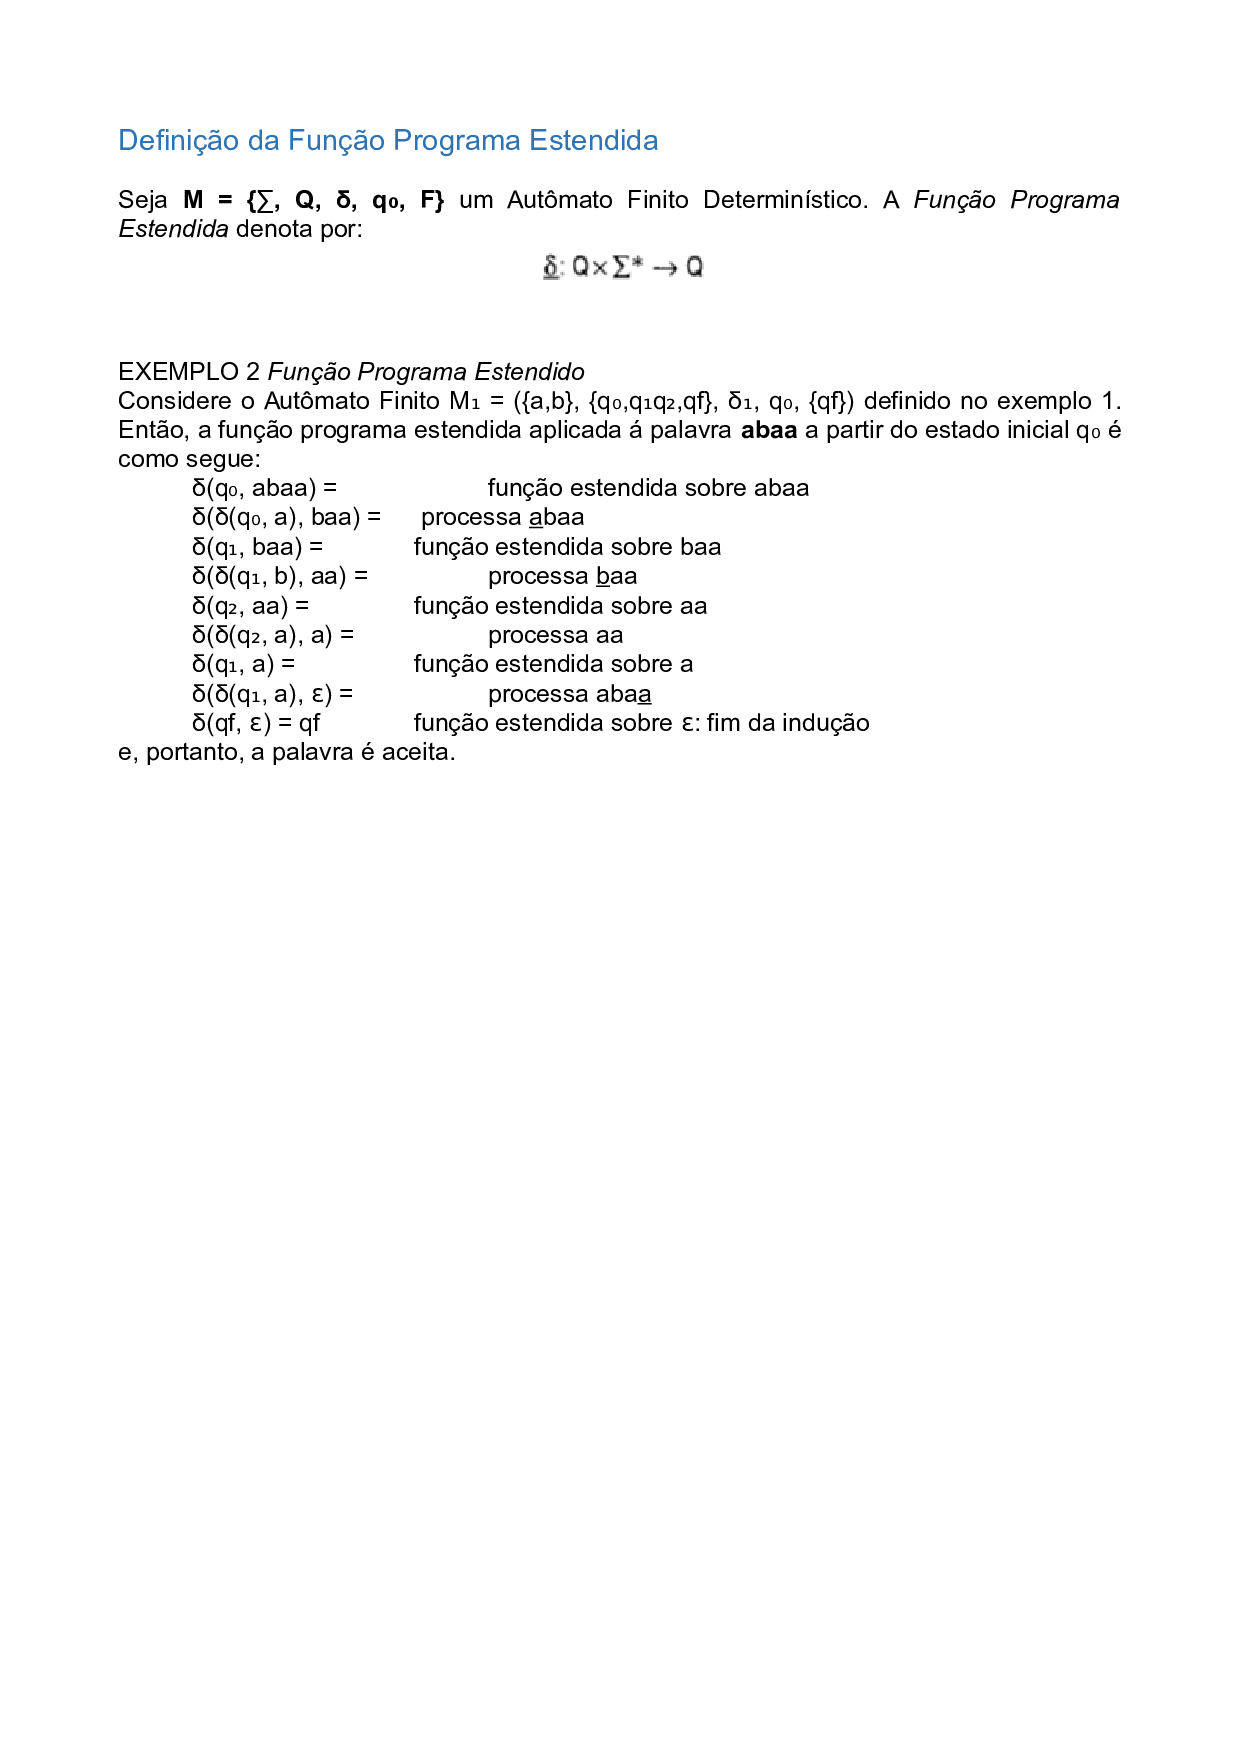 Definição da Função Programa Estendida
Seja M = {∑, Q, δ, q₀, F} um Autômato Finito Determinístico. A Função Programa
Estendida denota por:
δ: Q×Σ* → Q
EXEMPLO 2 Função Programa Estendido
Considere o Autômato Finito M₁ = ({a,b}, {q₀,q₁q₂,qf}, δ₁, q₀, {qf}) definido no exemplo 1.
Então, a função programa estendida aplicada á palavra abaa a partir do estado inicial q₀ é
como segue:
δ(q₀, abaa) = função estendida sobre abaa
δ(δ(q₀, a), baa) = processa abaa
δ(q₁, baa) = função estendida sobre baa
δ(δ(q₁, b), aa) = processa baa
δ(q₂, aa) = função estendida sobre aa
δ(δ(q₂, a), a) = processa aa
δ(q₁, a) = função estendida sobre a
δ(δ(q₁, a), ε) = processa abaa
δ(qf, ε) = qf função estendida sobre ε: fim da indução
e, portanto, a palavra é aceita.